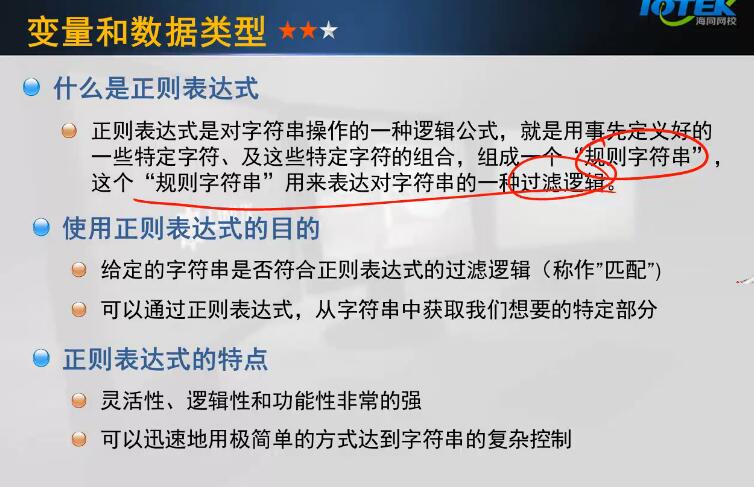 变量和数据类型
IOTEK
海同网校
什么是正则表达式
正则表达式是对字符串操作的一种逻辑公式，就是用事先定义好的
一些特定字符、及这些特定字符的组合，组成一个“规则字符串”，
这个“规则字符串”用来表达对字符串的一种过滤逻辑。
使用正则表达式的目的
给定的字符串是否符合正则表达式的过滤逻辑（称作”匹配”)
可以通过正则表达式，从字符串中获取我们想要的特定部分
正则表达式的特点
灵活性、逻辑性和功能性非常的强
可以迅速地用极简单的方式达到字符串的复杂控制